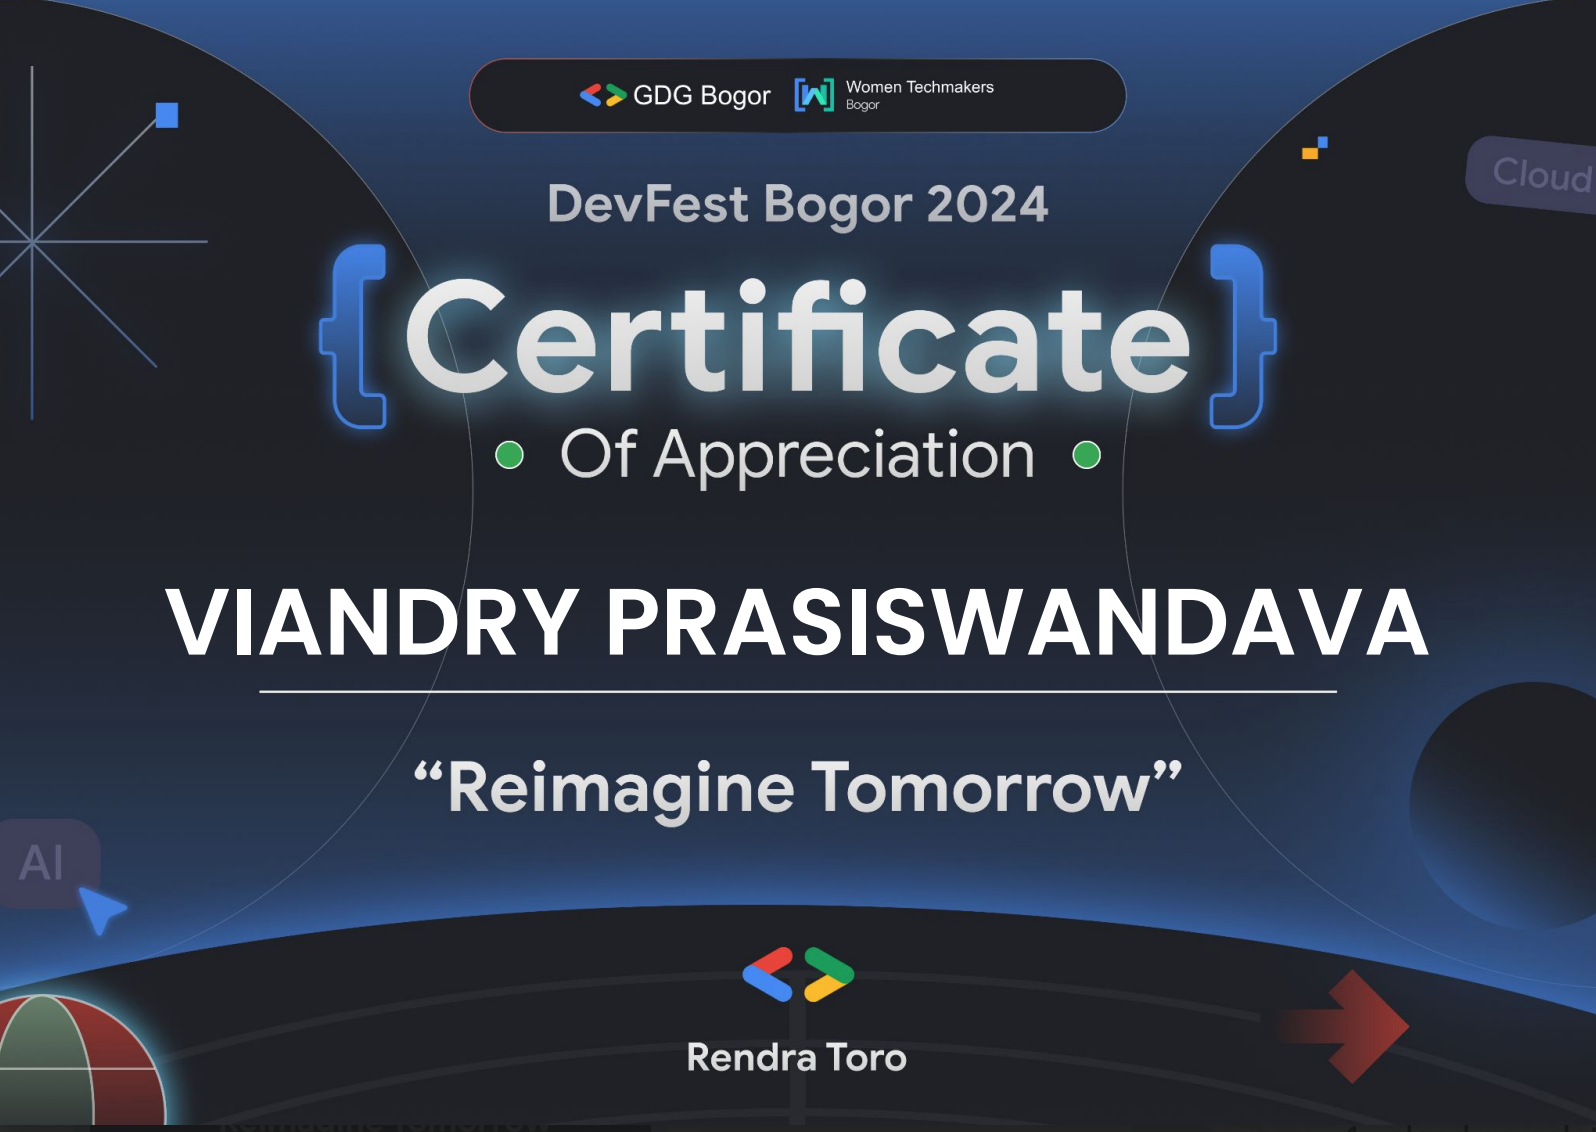 GDG Bogor
Women Techmakers
Bogor
Cloud
DevFest Bogor 2024
{Certificate}
Of Appreciation
VIANDRY PRASISWANDAVA
“Reimagine Tomorrow”
AI
Rendra Toro